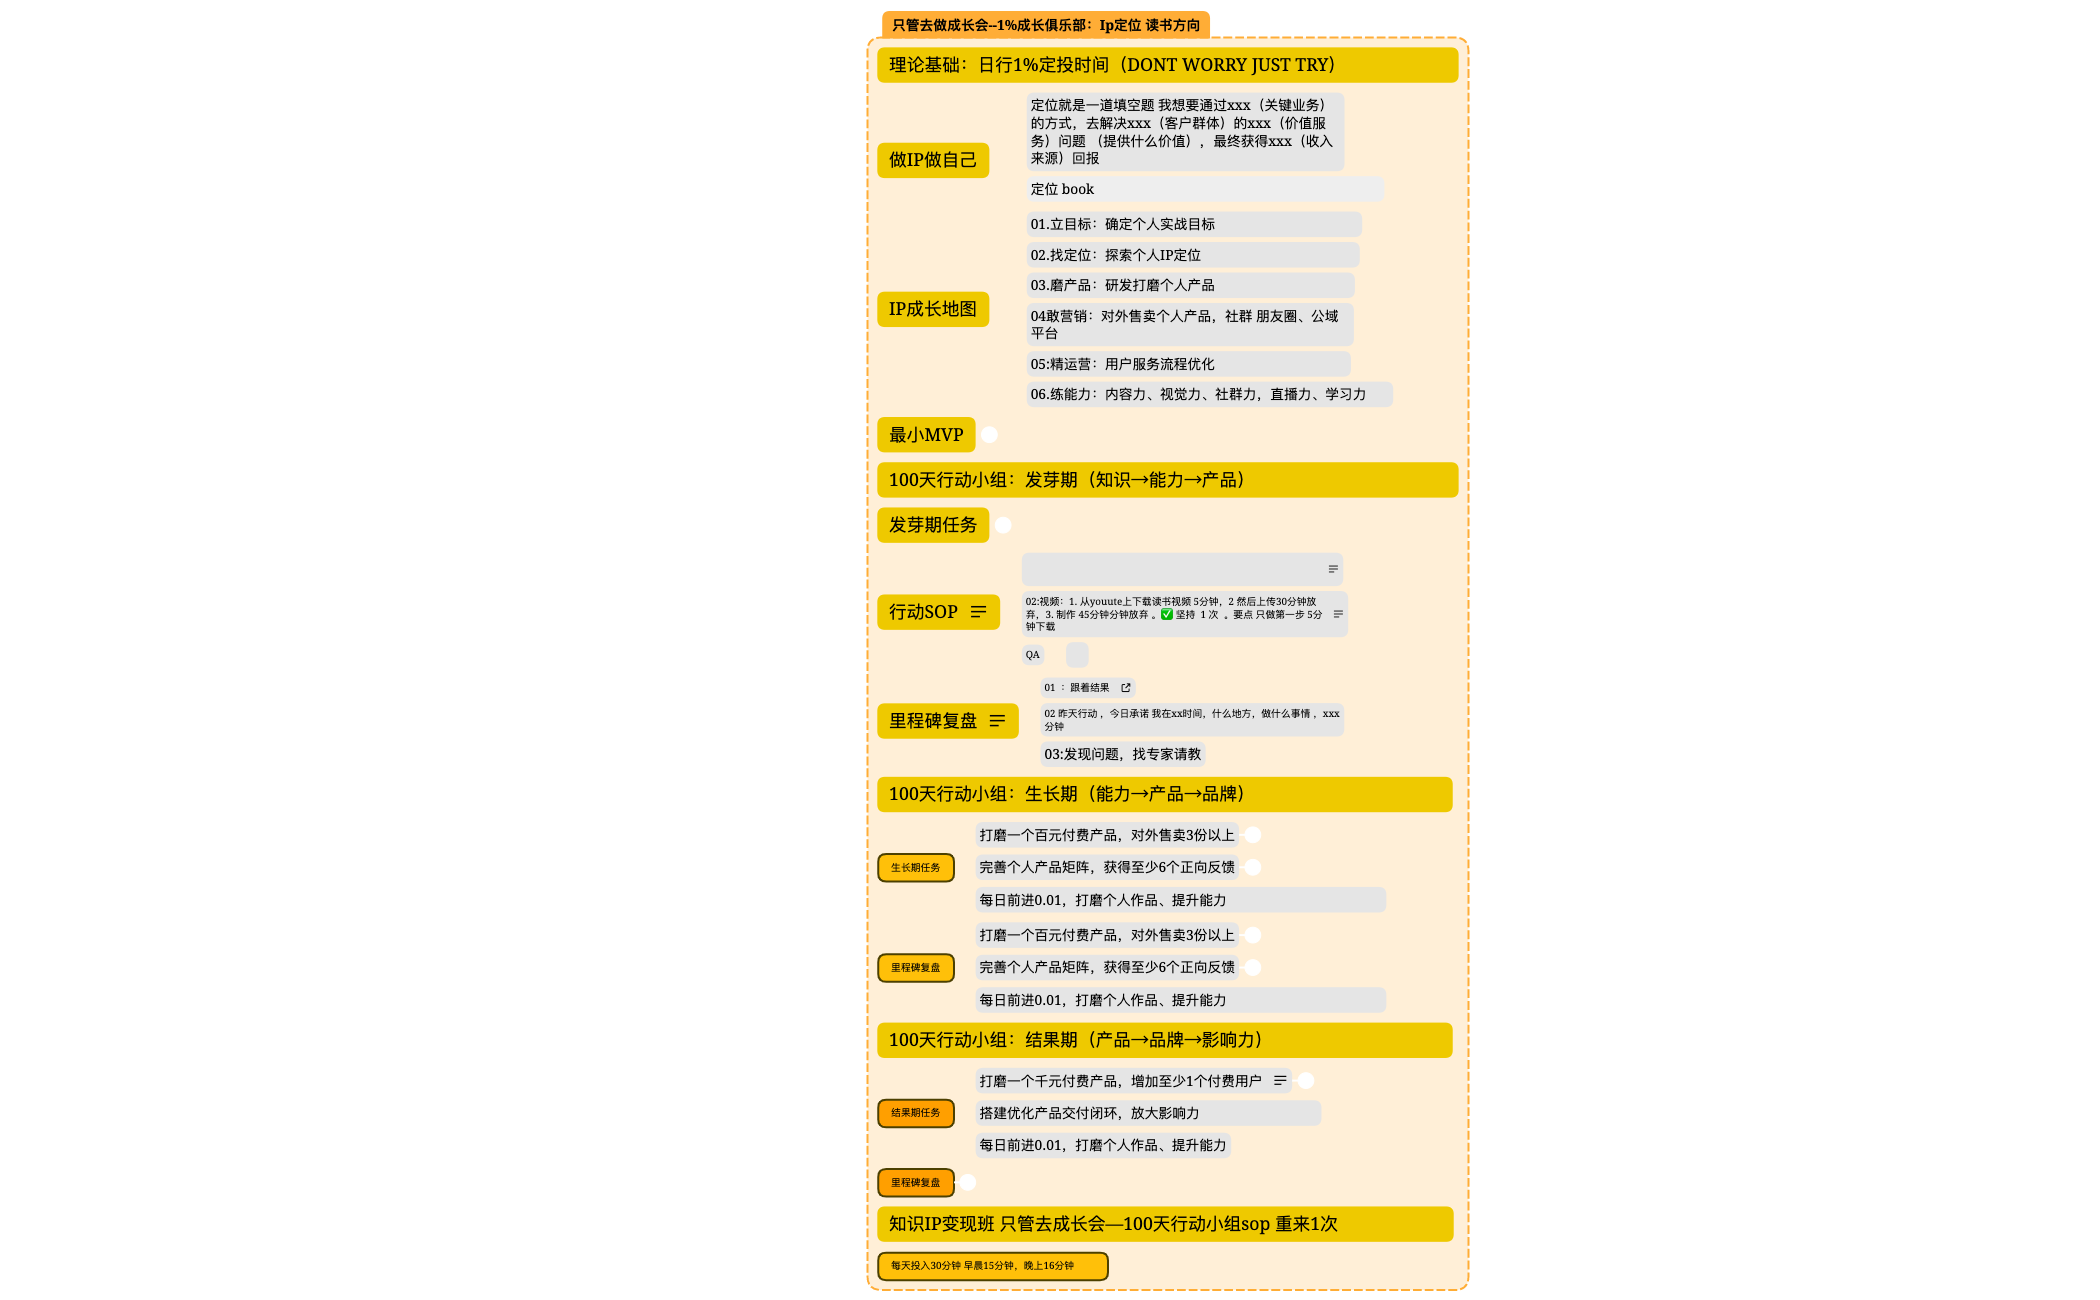 只管去做成长会--1%成长俱乐部：Ip定位 读书方向
理论基础：日行1%定投时间（DONT WORRY JUST TRY）
做IP做自己
定位就是一道填空题 我想要通过xxx（关键业务）
的方式，去解决xxx（客户群体）的xxx（价值服
务）问题 （提供什么价值），最终获得xxx（收入
来源）回报
定位 book
IP成长地图
01.立目标：确定个人实战目标
02.找定位：探索个人IP定位
03.磨产品：研发打磨个人产品
04敢营销：对外售卖个人产品，社群 朋友圈、公域
平台
05:精运营：用户服务流程优化
06.练能力：内容力、视觉力、社群力，直播力、学习力
最小MVP
100天行动小组：发芽期（知识→能力→产品）
发芽期任务
行动SOP
02:视频：1. 从youute上下载读书视频 5分钟，2 然后上传30分钟放
弃，3. 制作 45分钟分钟放弃 。✅ 坚持 1 次 。要点 只做第一步 5分
钟下载
QA
里程碑复盘
01 ：跟着结果
02 昨天行动 ，今日承诺 我在xx时间，什么地方，做什么事情 ，xxx
分钟
03:发现问题，找专家请教
100天行动小组：生长期（能力→产品→品牌）
生长期任务
打磨一个百元付费产品，对外售卖3份以上
完善个人产品矩阵，获得至少6个正向反馈
每日前进0.01，打磨个人作品、提升能力
里程碑复盘
打磨一个百元付费产品，对外售卖3份以上
完善个人产品矩阵，获得至少6个正向反馈
每日前进0.01，打磨个人作品、提升能力
100天行动小组：结果期（产品→品牌→影响力）
结果期任务
打磨一个千元付费产品，增加至少1个付费用户
搭建优化产品交付闭环，放大影响力
每日前进0.01，打磨个人作品、提升能力
里程碑复盘
知识IP变现班 只管去成长会—100天行动小组sop 重来1次
每天投入30分钟 早晨15分钟，晚上16分钟